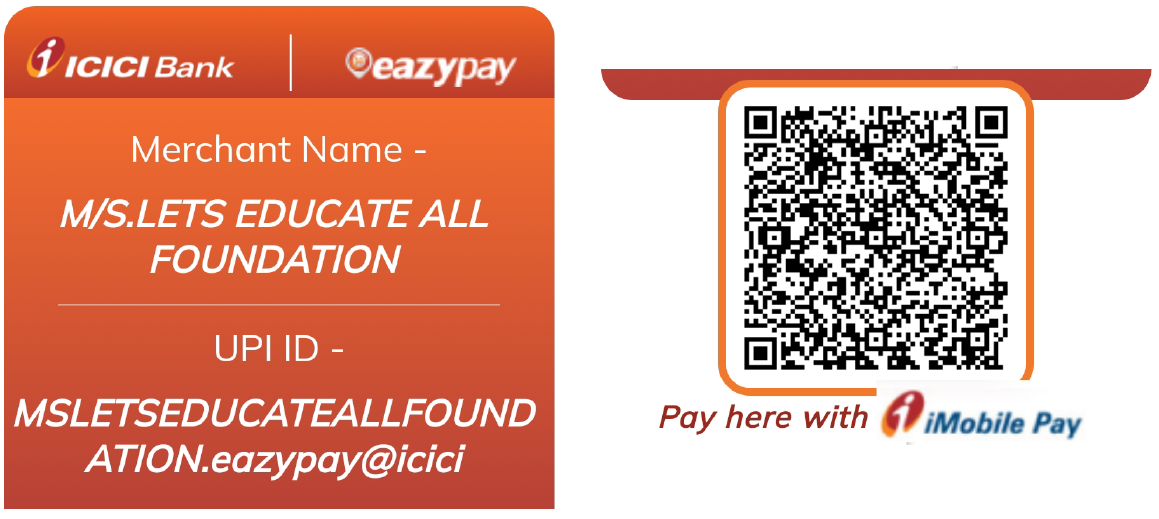 ICICI Bank
eazypay
Merchant Name -
M/S.LETS EDUCATE ALL
FOUNDATION
UPI ID -
MSLETSEDUCATEALLFOUND
ATION.eazypay@icici
Pay here with iMobile Pay